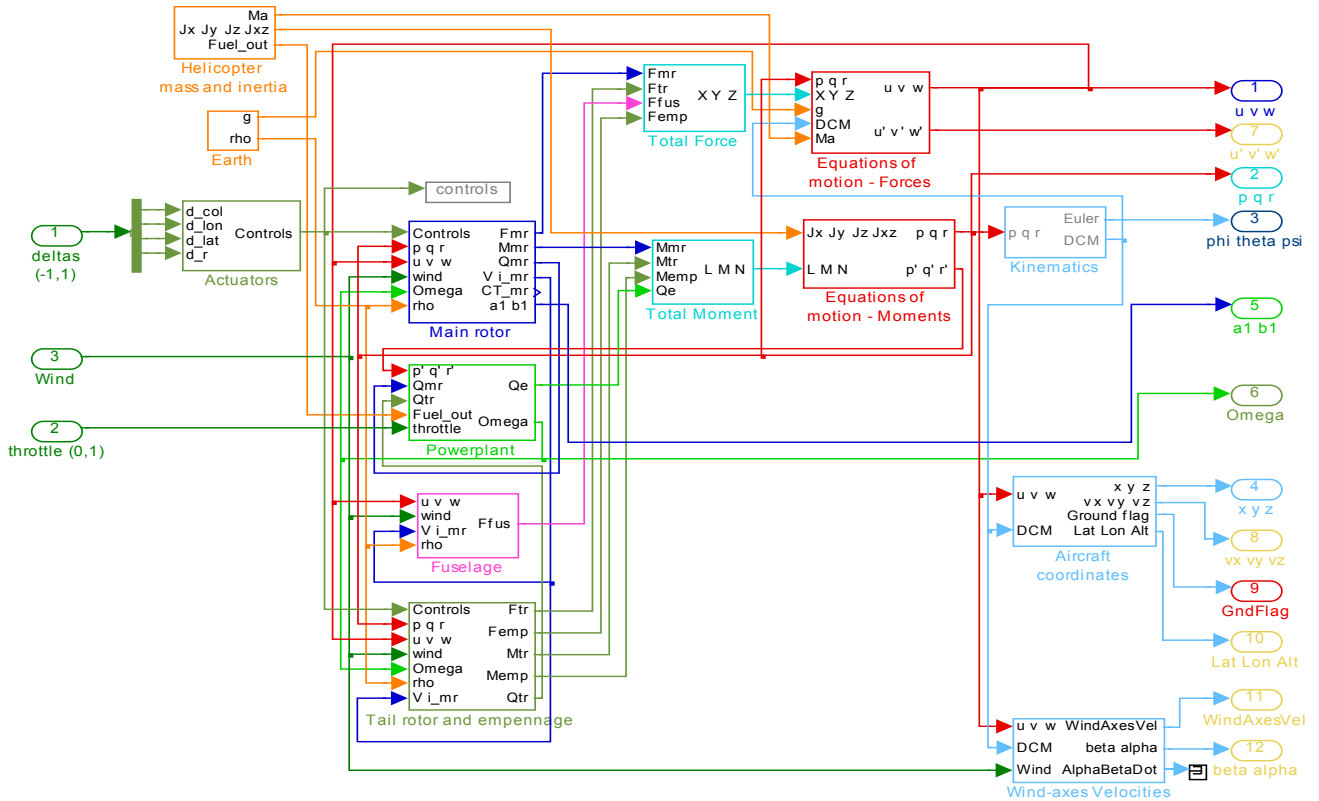 Ma
Jx Jy Jz Jxz
Fuel_out
Helicopter
mass and inertia
g
rho
Earth
controls
1
deltas
(-1,1)
d_col
d_lon
d_lat
d_r
Controls
Actuators
3
Wind
2
throttle (0,1)
Controls
p q r
u v w
wind
Omega
rho
Fmr
Mmr
Qmr
V i_mr
CT_mr
a1 b1
Main rotor
p' q' r'
Qmr
Qtr
Fuel_out
throttle
Qe
Omega
Powerplant
u v w
wind
V i_mr
rho
Ffus
Fuselage
Controls
p q r
u v w
wind
Omega
rho
V i_mr
Ftr
Femp
Mtr
Memp
Qtr
Tail rotor and empennage
Fmr
Ftr
Ffus
Femp
X Y Z
Total Force
Mmr
Mtr
Memp
Qe
L M N
Total Moment
p q r
X Y Z
g
DCM
Ma
u v w
u' v' w'
Equations of
motion - Forces
Jx Jy Jz Jxz
L M N
p q r
p' q' r'
Equations of
motion - Moments
p q r
Euler
DCM
Kinematics
u v w
DCM
x y z
vx vy vz
Ground flag
Lat Lon Alt
Aircraft
coordinates
u v w
DCM
Wind
WindAxesVel
beta alpha
AlphaBetaDot
Wind-axes Velocities
1
u v w
7
u' v' w'
2
p q r
3
phi theta psi
5
a1 b1
6
Omega
4
x y z
8
vx vy vz
9
GndFlag
10
Lat Lon Alt
11
WindAxesVel
12
beta alpha